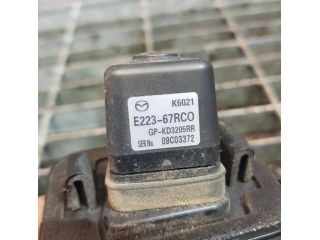 K6021
E223-67RC0
GP-KD3205RR
SER.No. 09C03372